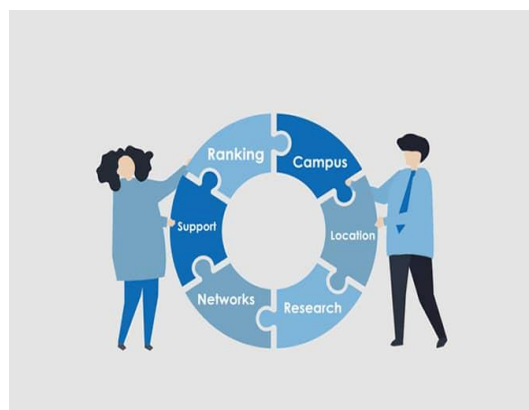 Ranking
Campus
Support
Location
Networks
Research